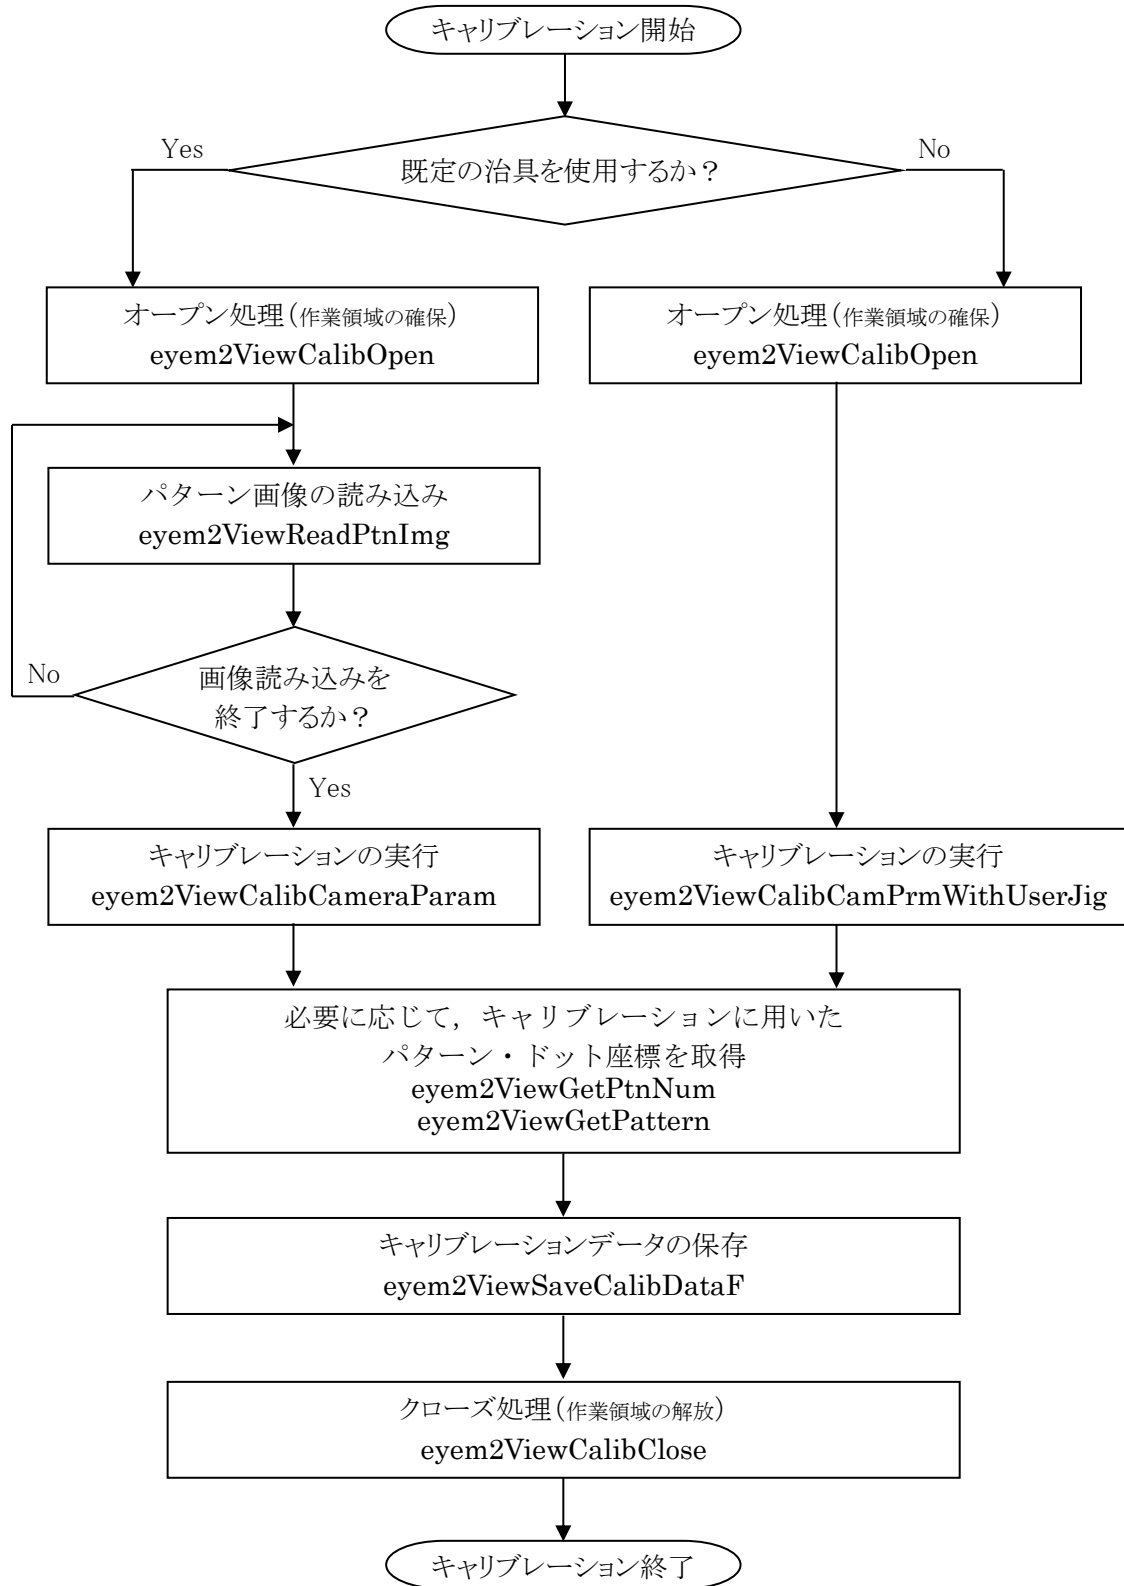 キャリブレーション開始
Yes
No
既定の治具を使用するか？
オープン処理(作業領域の確保)
eyem2ViewCalibOpen
オープン処理(作業領域の確保)
eyem2ViewCalibOpen
パターン画像の読み込み
eyem2ViewReadPtnImg
No
画像読み込みを
終了するか？
Yes
キャリブレーションの実行
eyem2ViewCalibCameraParam
キャリブレーションの実行
eyem2ViewCalibCamPrmWithUserJig
必要に応じて，キャリブレーションに用いた
パターン・ドット座標を取得
eyem2ViewGetPtnNum
eyem2ViewGetPattern
キャリブレーションデータの保存
eyem2ViewSaveCalibDataF
クローズ処理(作業領域の解放)
eyem2ViewCalibClose
キャリブレーション終了